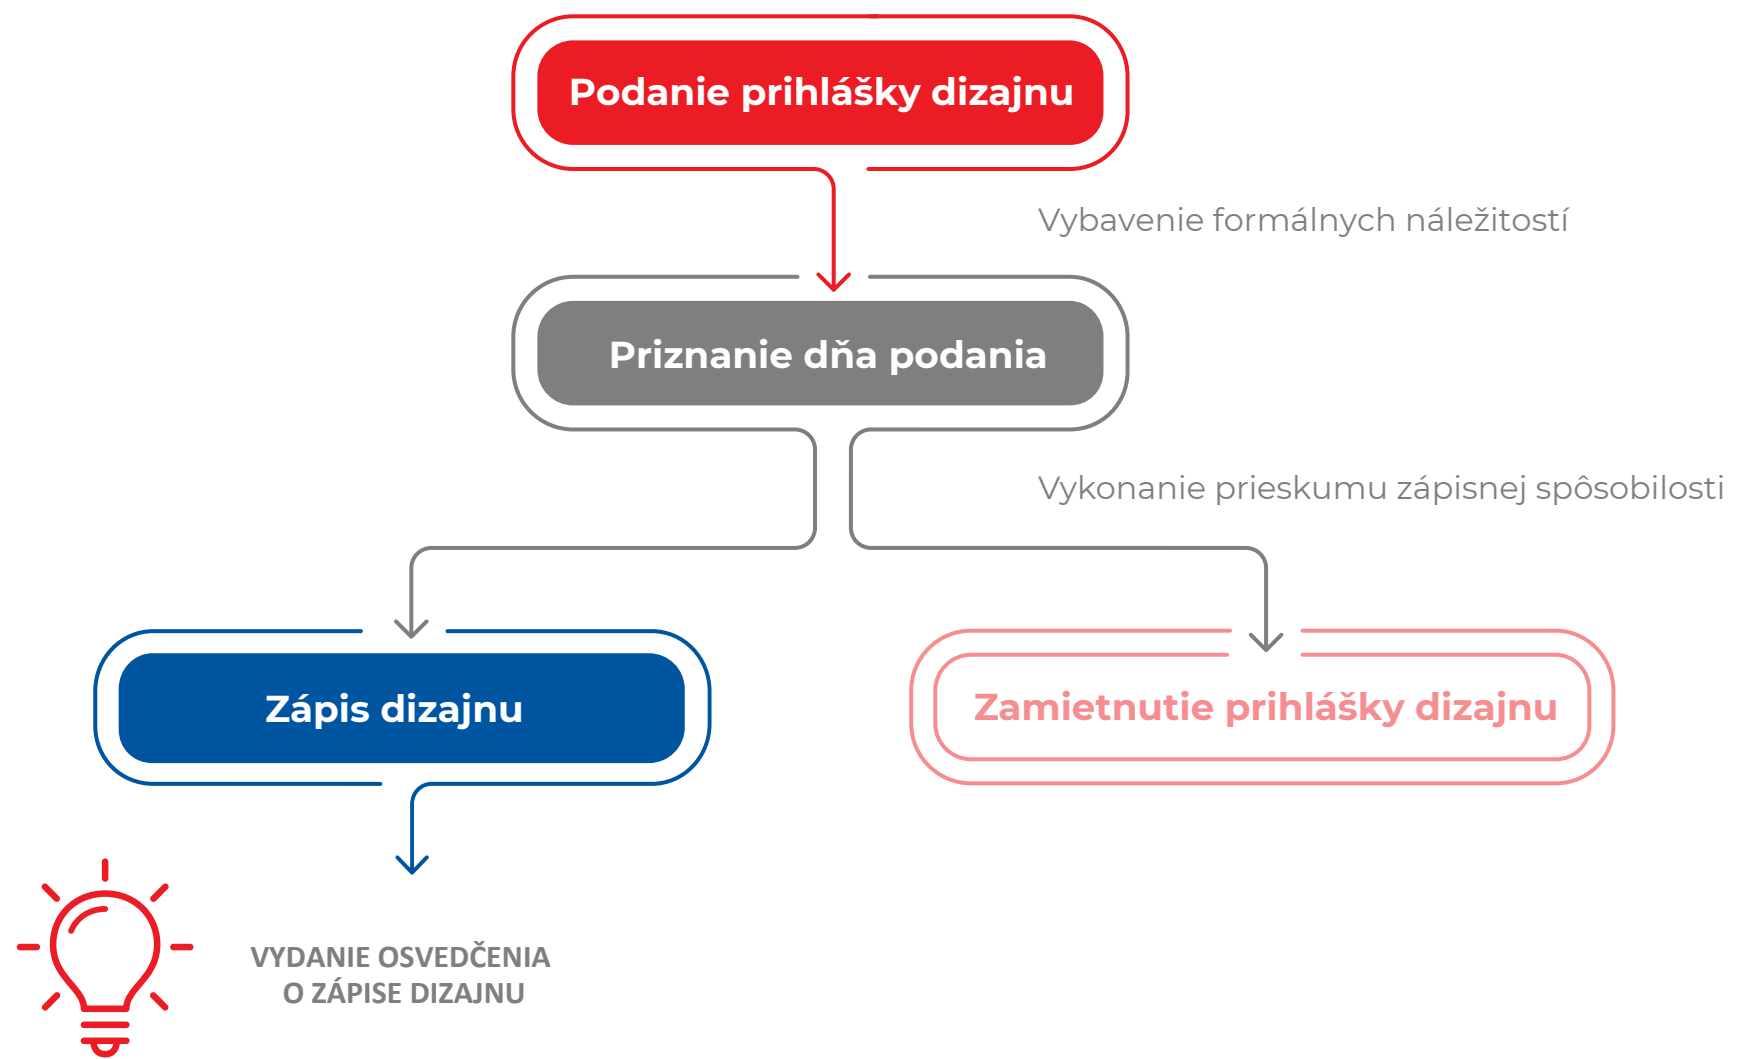 Podanie prihlášky dizajnu
Vybavenie formálnych náležitostí
Priznanie dňa podania
Vykonanie prieskumu zápisnej spôsobilosti
Zápis dizajnu
Zamietnutie prihlášky dizajnu
VYDANIE OSVEDČENIA
O ZÁPISE DIZAJNU